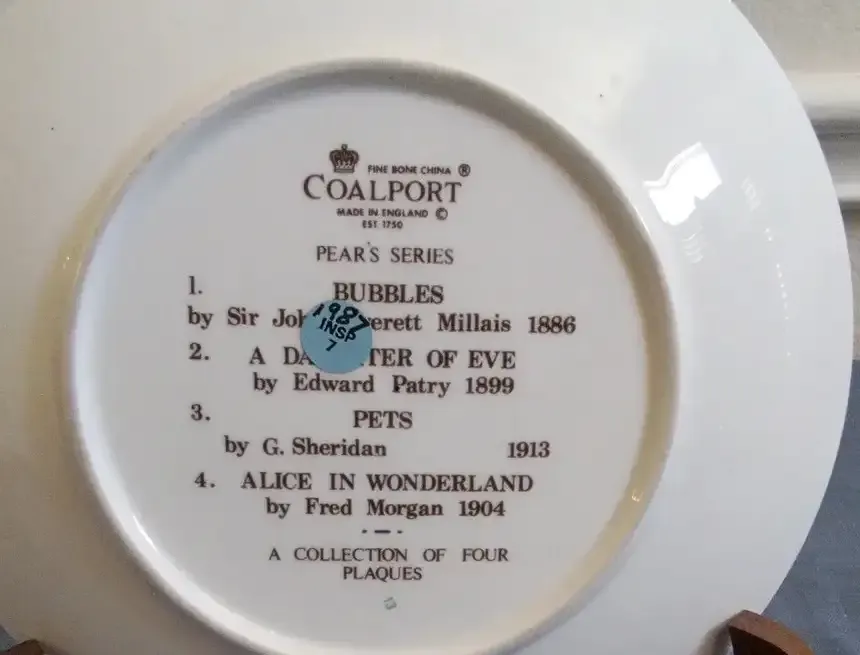 FINE BONE CHINA ®
COALPORT
MADE IN ENGLAND ©
EST 1750
PEAR'S SERIES
1. BUBBLES
by Sir Millais 1886
2. A OF EVE
by Edward Patry 1899
3. PETS
by G. Sheridan 1913
4. ALICE IN WONDERLAND
by Fred Morgan 1904
A COLLECTION OF FOUR
PLAQUES
1987
INSP
7